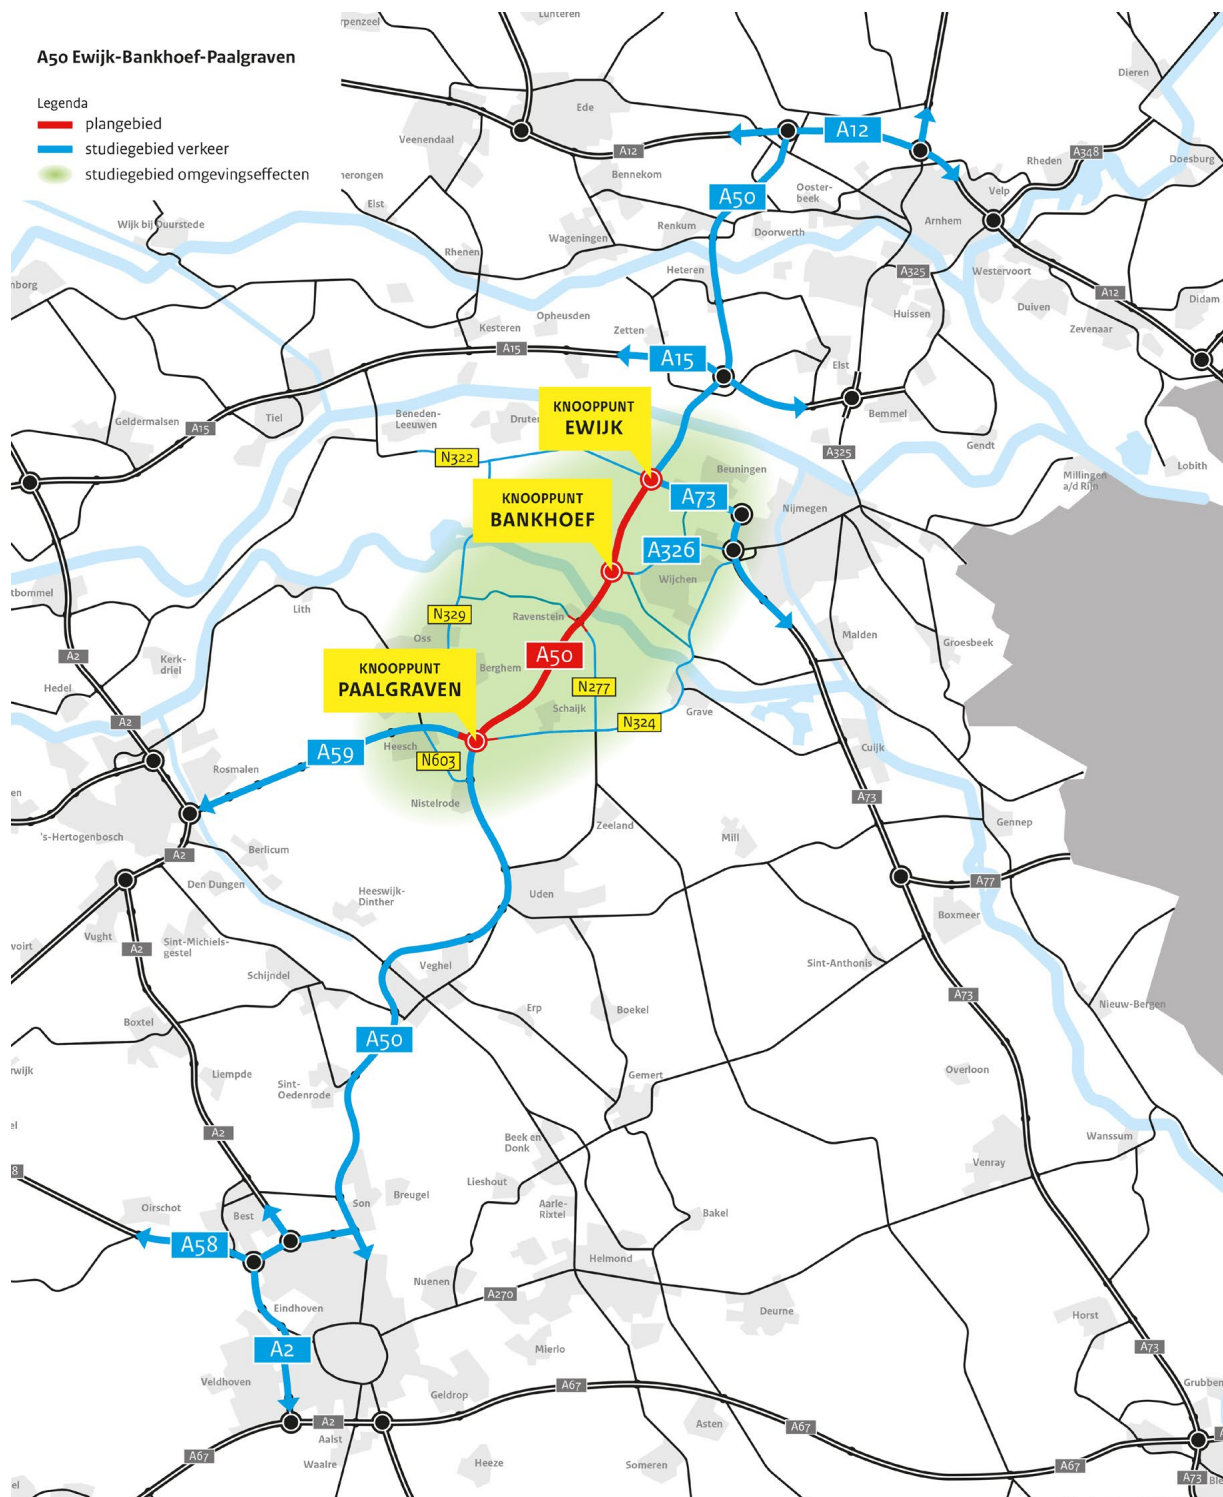 A50 Ewijk-Bankhoef-Paalgraven
Legenda
plangebied
studiegebied verkeer
studiegebied omgevingseffecten
Lunteren
Dieren
Ede
Veenendaal
A12
A12
A348
Rheden
Doesburg
Bennekom
Velp
Ooster-
beek
A50
Elst
Wijk bij Duurstede
Renkum
Doorwerth
Arnhem
Wageningen
Rhenen
Heteren
A325
Westervoort
A12
Didam
Duiven
Huissen
Zevenaar
Opheusden
Kesteren
Zetten
A15
A15
Elst
Bemmel
KNOOPPUNT
EWIJK
Beneden-
Leeuwen
Druten
Tiel
Geldermalsen
A15
Gendt
A325
N322
Beuningen
Lobith
Millingen
a/d Rijn
KNOOPPUNT
BANKHOEF
A73
Nijmegen
A326
Wijchen
Lith
N329
Ravenstein
Oss
Malden
Groesbeek
A50
A2
Kerk-
driel
KNOOPPUNT
PAALGRAVEN
Berghem
Hedel
N277
Schaijk
Grave
N324
A2
Heesch
A59
N603
Cuijk
Rosmalen
Nistelrode
A73
Gennep
Zeeland
Mill
's-Hertogenbosch
A2
Berlicum
Den Dungen
A77
Heeswijk-
Dinther
Uden
Boxmeer
Vught
A2
Sint-Michiels-
gestel
Veghel
Sint-Anthonis
Schijndel
A73
Nieuw-Bergen
Erp
Boekel
Boxtel
A50
Liempde
Sint-
Oedenrode
Gemert
Overloon
A2
Beek en
Donk
Wanssum
Venray
Lieshout
Breugel
Son
Oirschot
Best
Aarle-
Rixtel
Bakel
A58
Helmond
Nuenen
A270
Eindhoven
Deurne
Horst
A2
Mierlo
A73
Veldhoven
Geldrop
A67
Grubben
A2
Asten
A67
Aalst
A67
Waalre
Heeze
Someren
A67
A73